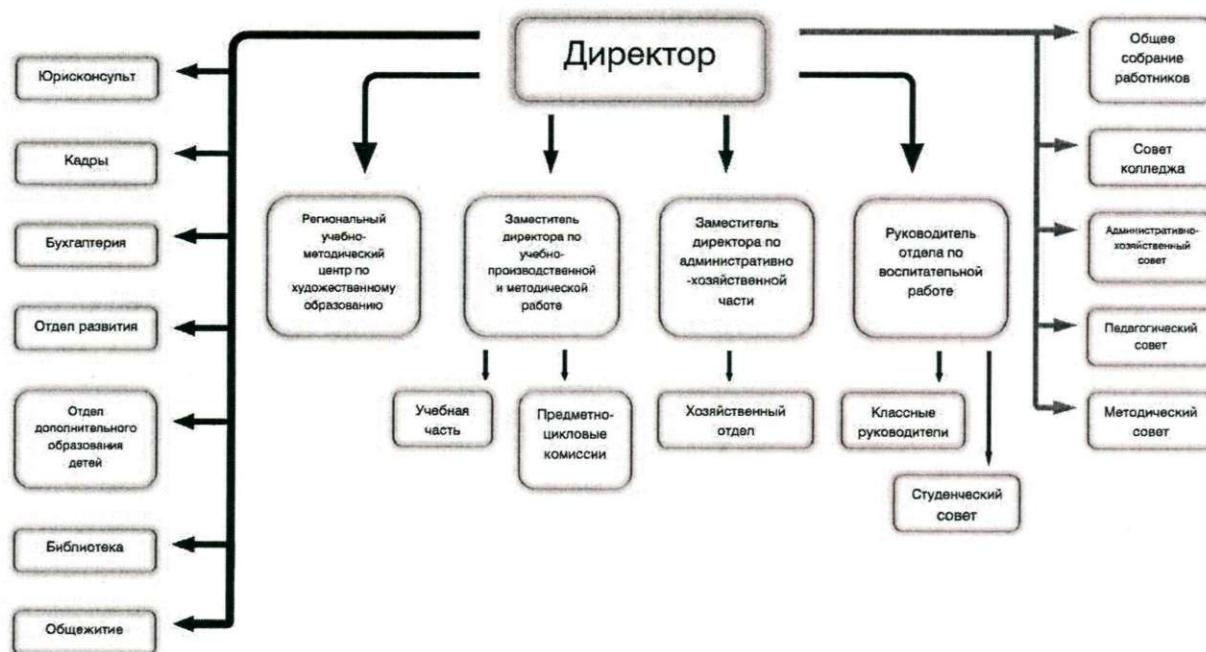 Директор
Юрисконсульт
Кадры
Бухгалтерия
Отдел развития
Отдел
дополнительного
образования
детей
Библиотека
Общежитие
Региональный
учебно-
методический
центр по
художественному
образованию
Заместитель
директора по
учебно-
производственной
и методической
работе
Заместитель
директора по
административно
-хозяйственной
части
Руководитель
отдела по
воспитательной
работе
Учебная
часть
Предметно-
цикловые
комиссии
Хозяйственный
отдел
Классные
руководители
Студенческий
совет
Общее
собрание
работников
Совет
колледжа
Административно-
хозяйственный
совет
Педагогический
совет
Методический
совет